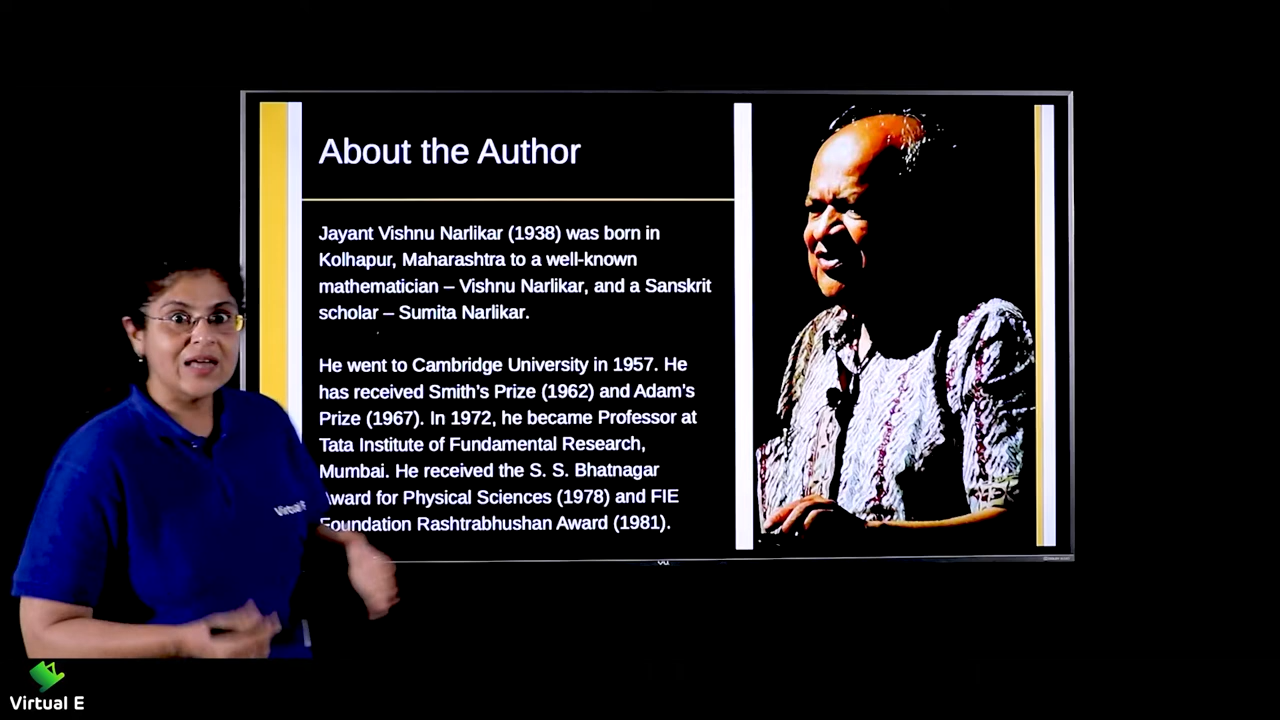 About the Author
Jayant Vishnu Narlikar (1938) was born in
Kolhapur, Maharashtra to a well-known
mathematician – Vishnu Narlikar, and a Sanskrit
scholar – Sumita Narlikar.
He went to Cambridge University in 1957. He
has received Smith's Prize (1962) and Adam's
Prize (1967). In 1972, he became Professor at
Tata Institute of Fundamental Research,
Mumbai. He received the S. S. Bhatnagar
Award for Physical Sciences (1978) and FIE
Foundation Rashtrabhushan Award (1981).
Virtual E
Virtual E